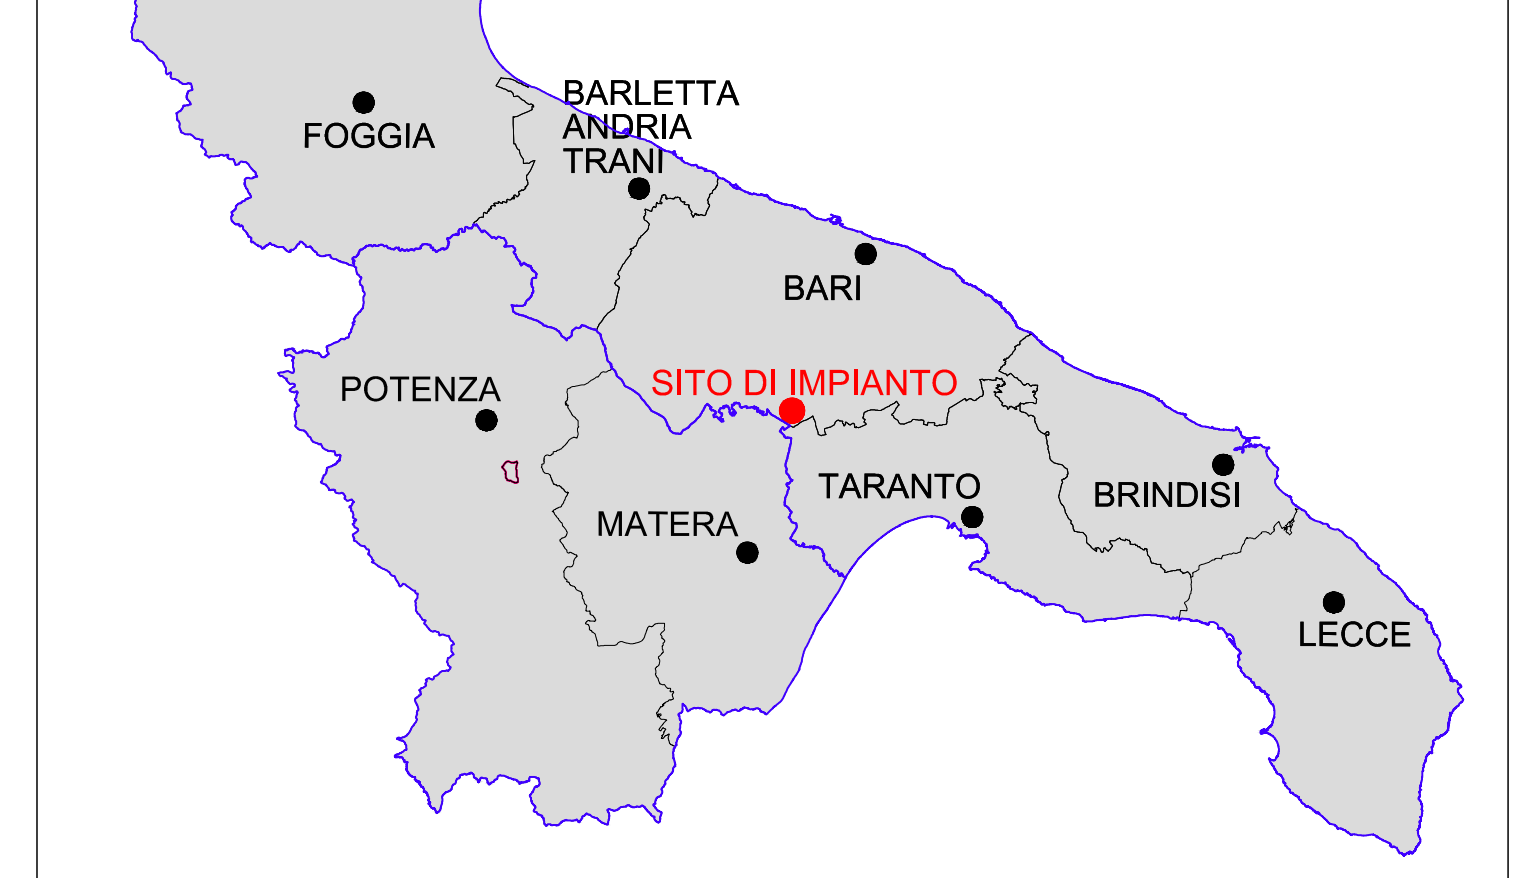 BARLETTA
ANDRIA
TRANI
FOGGIA
BARI
SITO DI IMPIANTO
POTENZA
TARANTO
BRINDISI
MATERA
LECCE